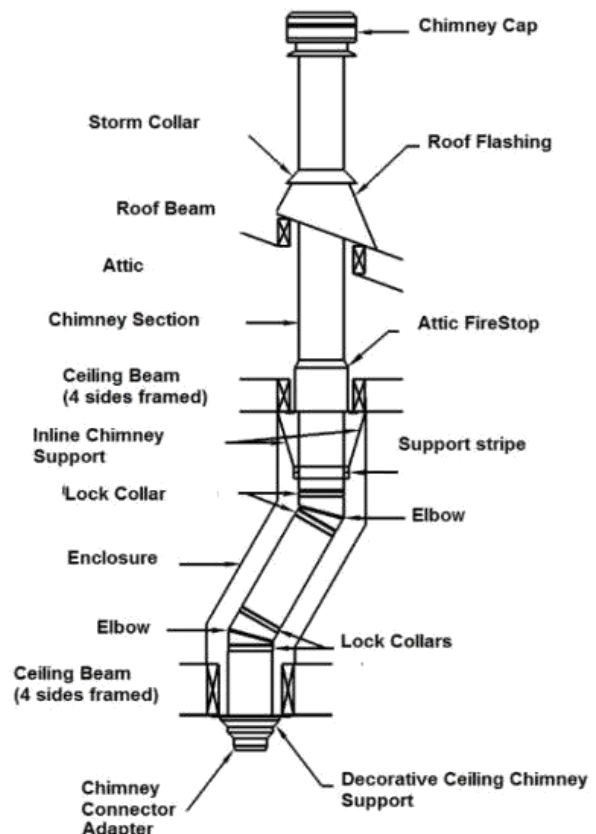 Chimney Cap
Storm Collar
Roof Flashing
Roof Beam
Attic
Chimney Section
Attic FireStop
Ceiling Beam
(4 sides framed)
Inline Chimney
Support
Support stripe
Lock Collar
Elbow
Enclosure
Elbow
Lock Collars
Ceiling Beam
(4 sides framed)
Decorative Ceiling Chimney
Support
Chimney
Connector
Adapter